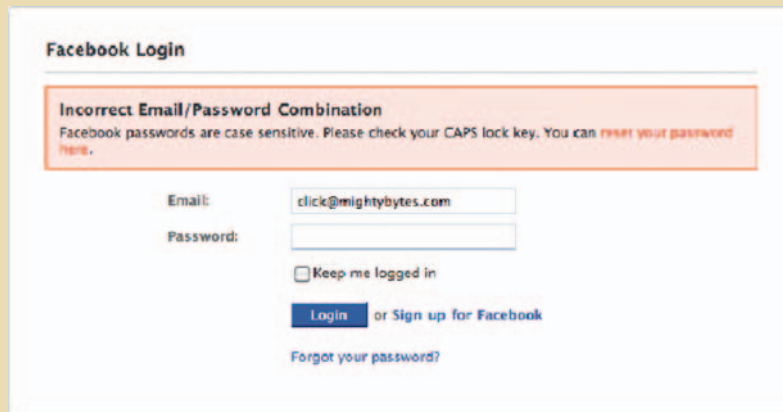 Facebook Login
Incorrect Email/Password Combination
Facebook passwords are case sensitive. Please check your CAPS lock key. You can reset your password
here.
Email: click@mightybytes.com
Password:
Keep me logged in
Login or Sign up for Facebook
Forgot your password?